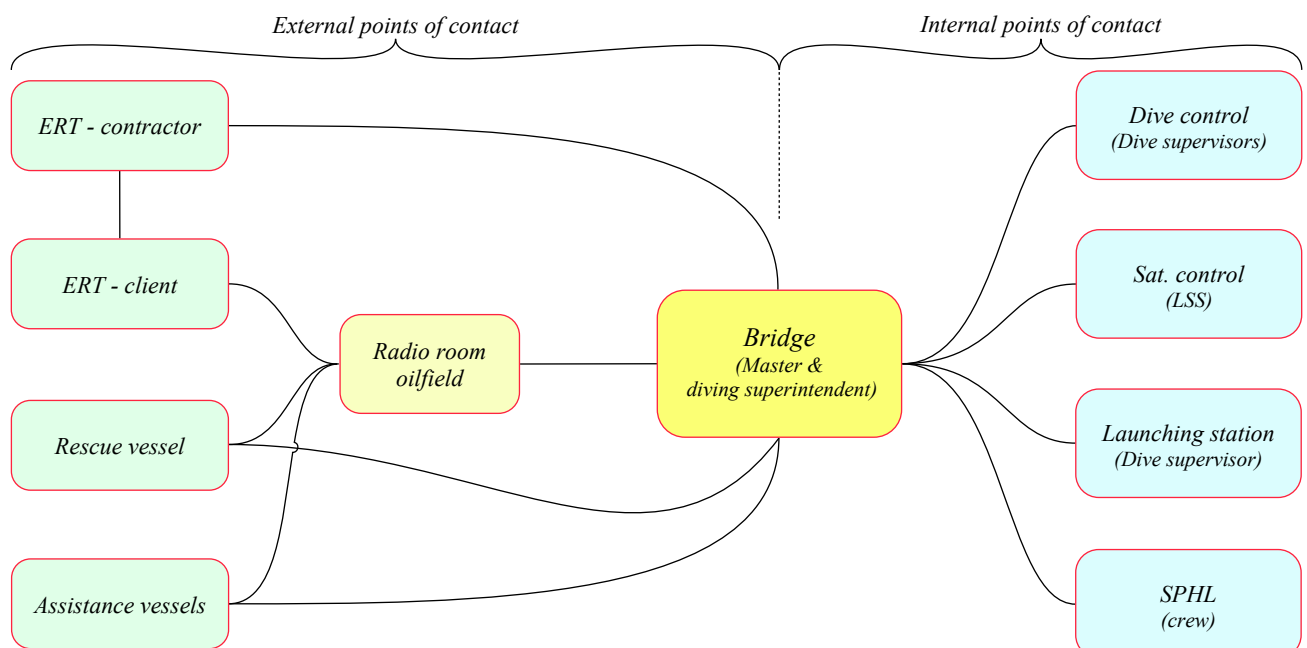 External points of contact
Internal points of contact
ERT - contractor
Dive control
(Dive supervisors)
ERT - client
Sat. control
(LSS)
Radio room
oilfield
Bridge
(Master &
diving superintendent)
Rescue vessel
Launching station
(Dive supervisor)
Assistance vessels
SPHL
(crew)